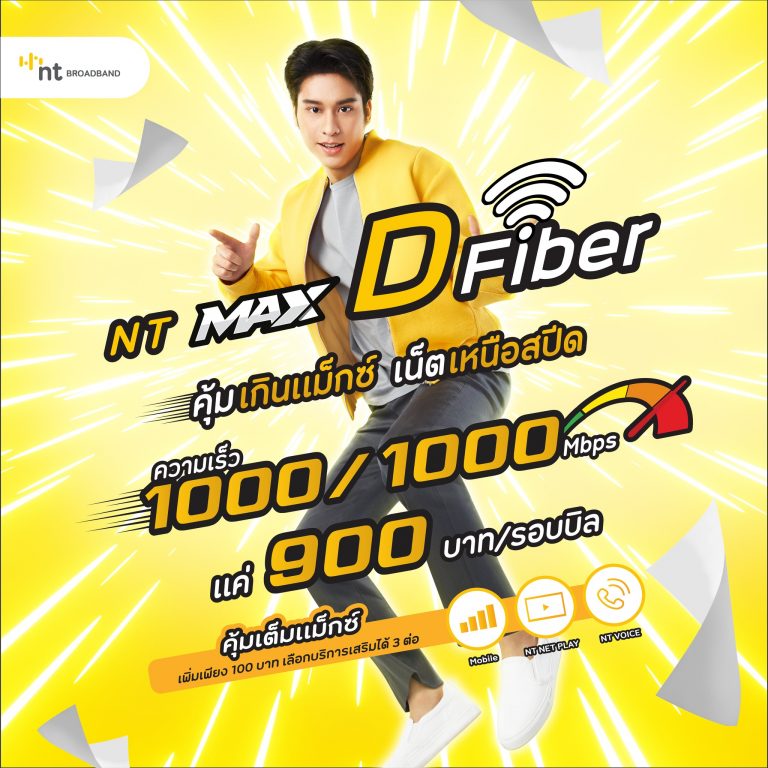 nt BROADBAND
NT MAX D Fiber
คุ้มเกินแม็กซ์ เน็ตเหนือสปีด
ความเร็ว
1000/1000 Mbps
แค่ 900 บาท/รอบบิล
คุ้มเต็มแม็กซ์
เพิ่มเพียง 100 บาท เลือกบริการเสริมได้ 3 ต่อ
Mobile
NT NET PLAY
NT VOICE